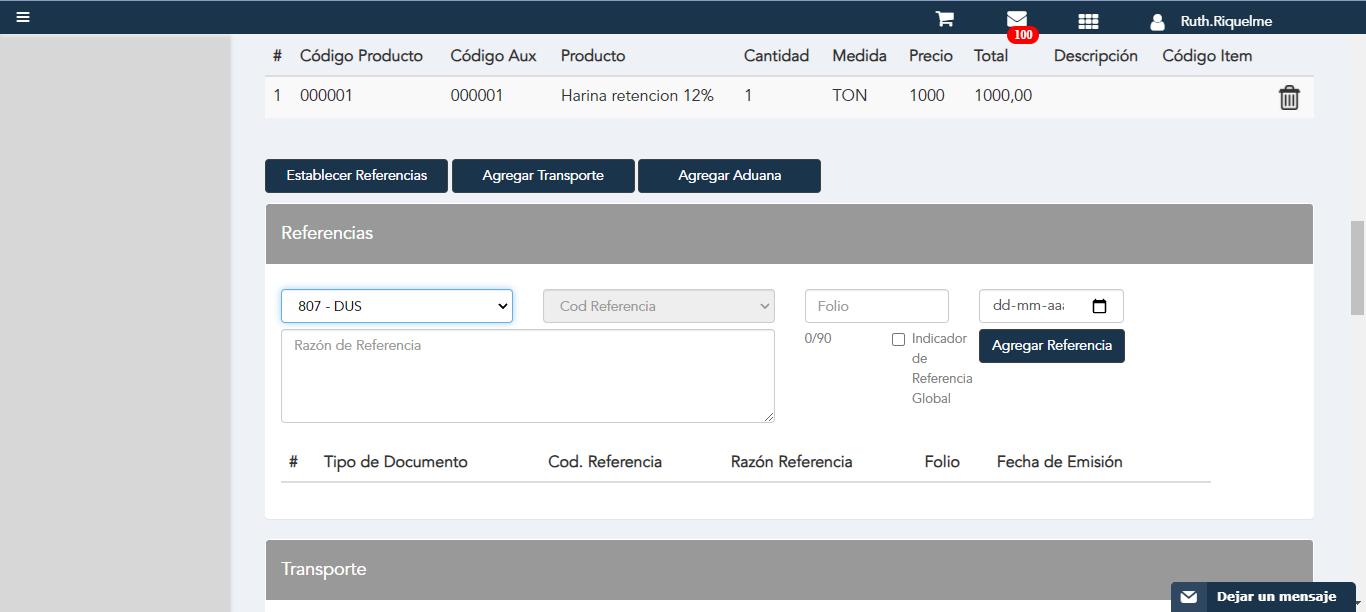 100
Ruth.Riquelme
# Código Producto Código Aux Producto Cantidad Medida Precio Total Descripción Código Item
1 000001 000001 Harina retencion 12% 1 TON 1000 1000,00
Establecer Referencias Agregar Transporte Agregar Aduana
Referencias
807 - DUS Cod Referencia Folio dd-mm-aaa
Razón de Referencia 0/90 Indicador Agregar Referencia
de
Referencia
Global
# Tipo de Documento Cod. Referencia Razón Referencia Folio Fecha de Emisión
Transporte
Dejar un mensaje